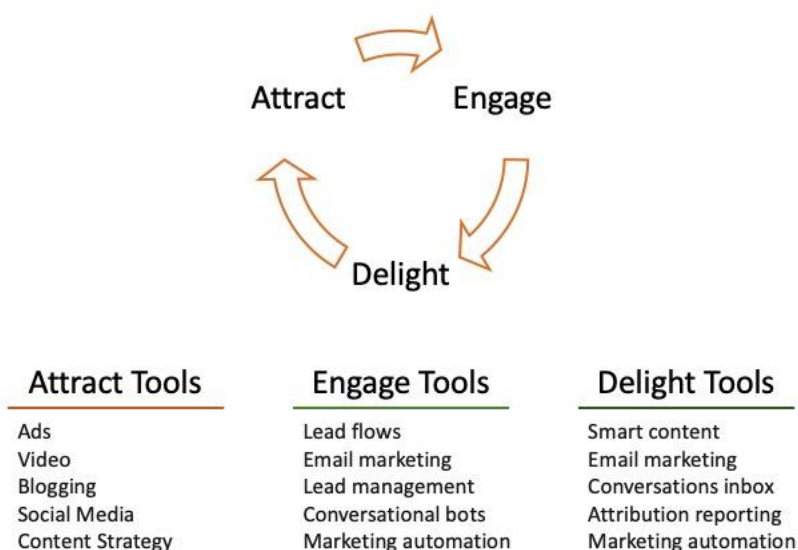 Attract Engage
Delight
Attract Tools
Ads
Video
Blogging
Social Media
Content Strategy
Engage Tools
Lead flows
Email marketing
Lead management
Conversational bots
Marketing automation
Delight Tools
Smart content
Email marketing
Conversations inbox
Attribution reporting
Marketing automation